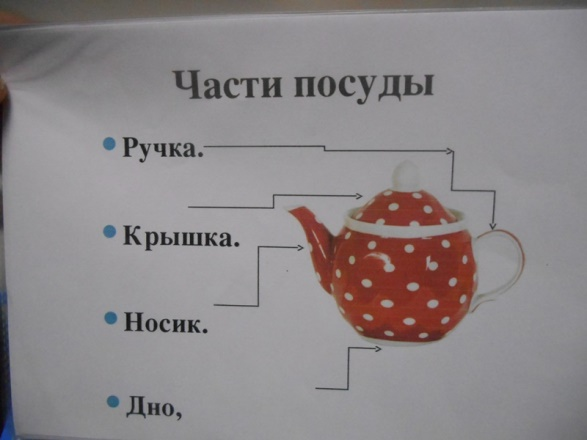 Части посуды
Ручка.
Крышка.
Носик.
Дно,